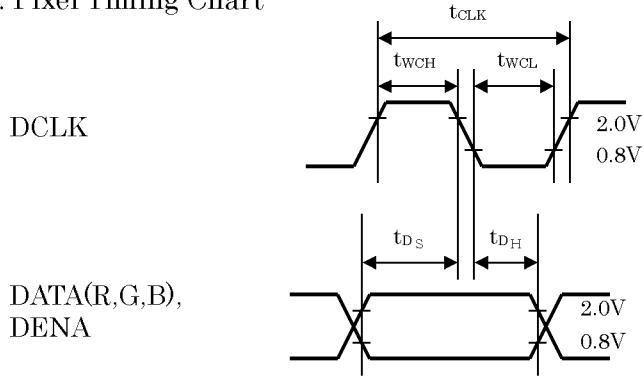 . Pixel Timing Chart
tCLK
tWCH tWCL
DCLK
2.0V
0.8V
tDS tDH
DATA(R,G,B),
DENA
2.0V
0.8V